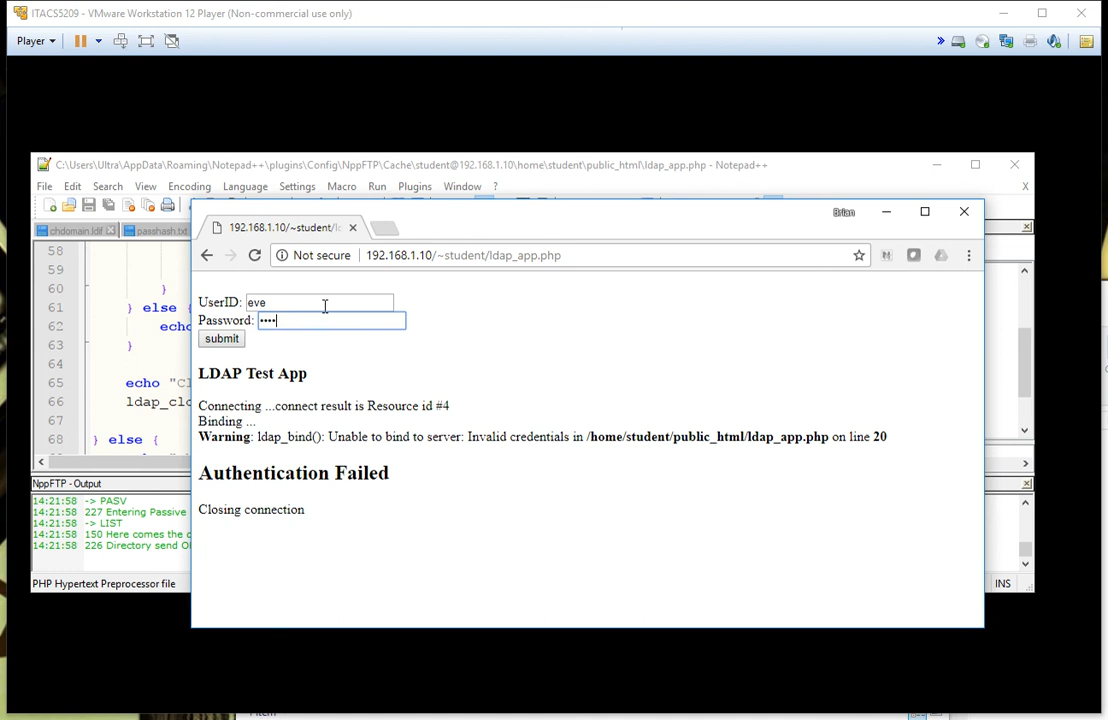 ITACS5209 - VMware Workstation 12 Player (Non-commercial use only)
Player
C:\Users\Ultra\AppData\Roaming\Notepad++\plugins\Config\NppFTP\Cache\student@192.168.1.10\home\student\public_html\ldap_app.php - Notepad++
File Edit Search View Encoding Language Settings Macro Run Plugins Window ? X
chdomain.ldif passhash.txt
Brian
192.168.1.10/~student/
Not secure 192.168.1.10/~student/ldap_app.php
58
59
60 }
61 } else {
62 echo
63 }
64
65 echo "Cl
66 ldap_clo
67
68 } else {
UserID: eve
Password: ••••
submit
LDAP Test App
Connecting ...connect result is Resource id #4
Binding ...
Warning: ldap_bind(): Unable to bind to server: Invalid credentials in /home/student/public_html/ldap_app.php on line 20
Authentication Failed
Closing connection
NppFTP - Output
14:21:58 -> PASV
14:21:58 227 Entering Passive
14:21:58 -> LIST
14:21:58 150 Here comes the
14:21:58 226 Directory send O
PHP Hypertext Preprocessor file INS